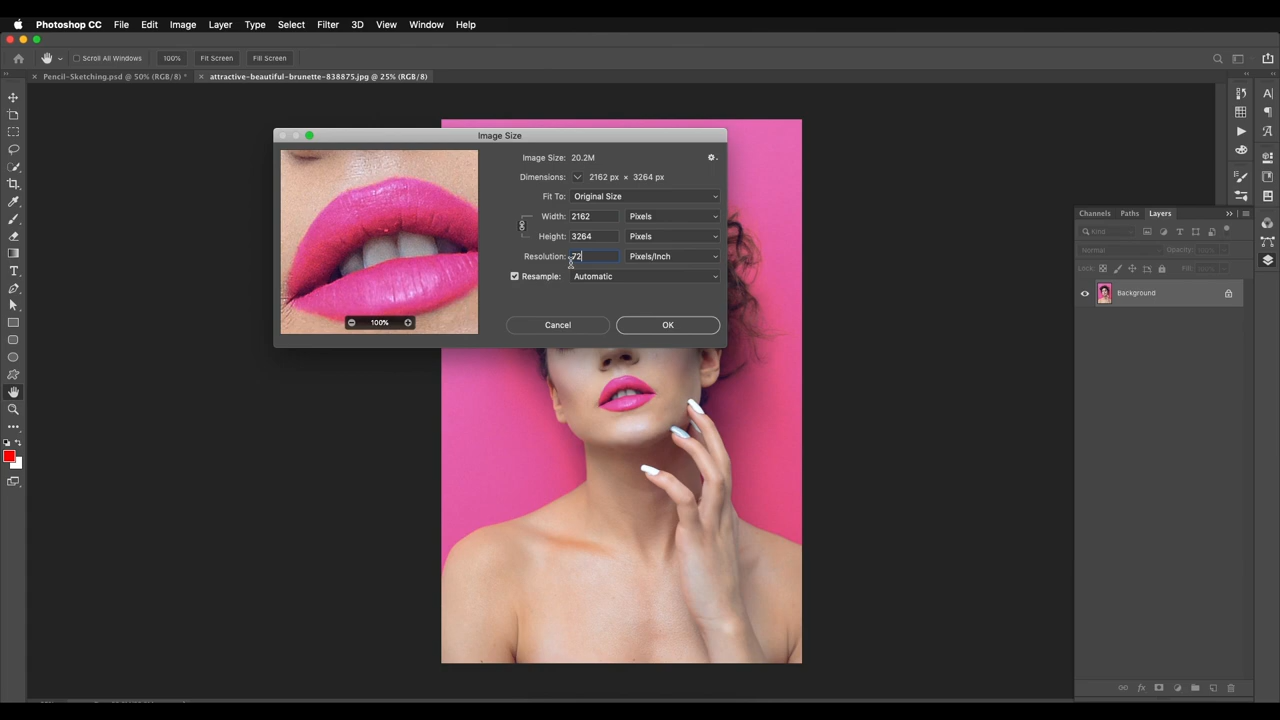 Photoshop CC File Edit Image Layer Type Select Filter 3D View Window Help
Scroll All Windows 100% Fit Screen Fill Screen
Pencil-Sketching.psd @ 50% (RGB/8) * attractive-beautiful-brunette-838875.jpg @ 25% (RGB/8)
Image Size
Image Size: 20.2M
Dimensions: 2162 px × 3264 px
Fit To: Original Size
Width: 2162 Pixels
Height: 3264 Pixels
Resolution: 72 Pixels/Inch
Resample: Automatic
100%
Cancel OK
Channels Paths Layers
Kind
Normal Opacity:
Lock: Fill:
Background